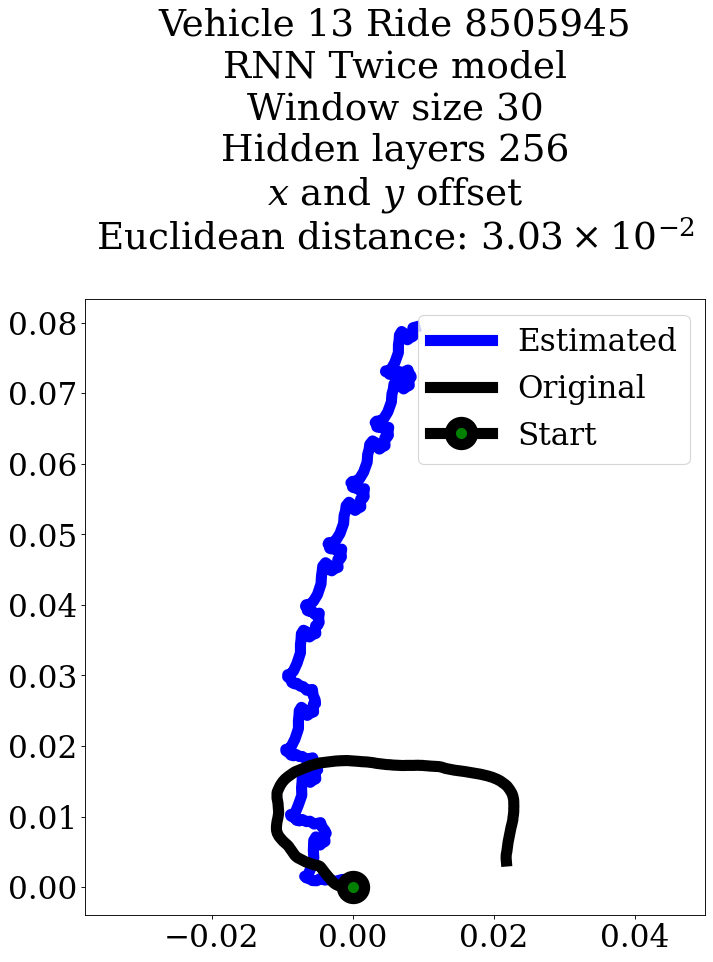 Vehicle 13 Ride 8505945
RNN Twice model
Window size 30
Hidden layers 256
x and y offset
Euclidean distance: 3.03 × 10⁻²
Estimated
Original
Start
0.08
0.07
0.06
0.05
0.04
0.03
0.02
0.01
0.00
−0.02 0.00 0.02 0.04